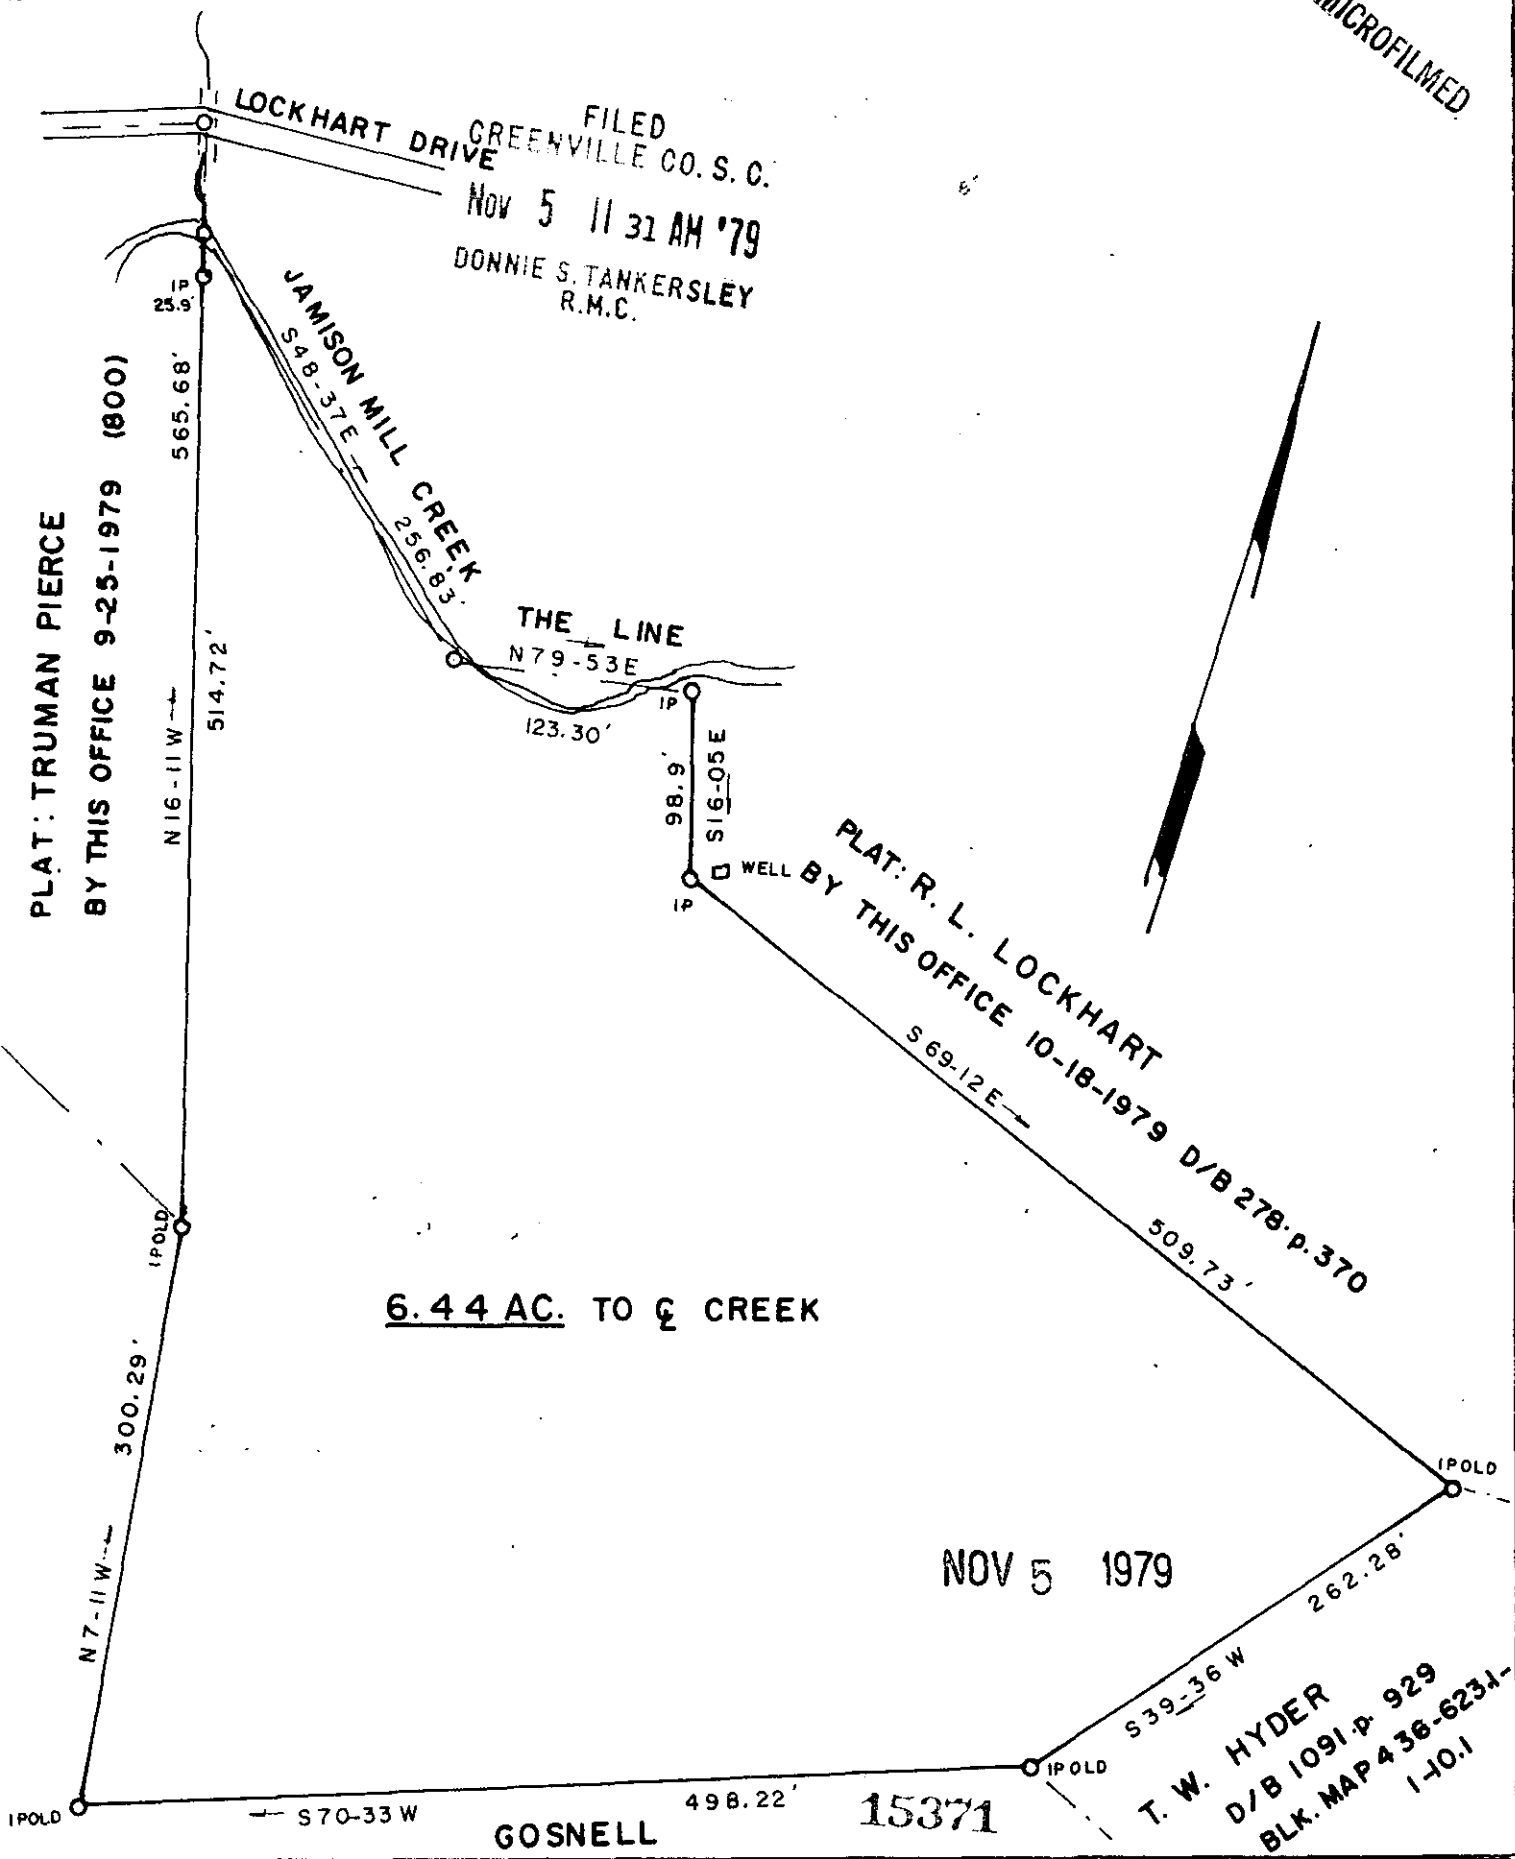 MICROFILMED
LOCKHART DRIVE
FILED
GREENVILLE CO. S. C.
NOV 5 11 31 AM '79
DONNIE S. TANKERSLEY
R.M.C.
IP
25.9'
565.68'
JAMISON MILL CREEK
S48-37E
256.83'
PLAT: TRUMAN PIERCE
BY THIS OFFICE 9-25-1979 (800)
N16-11W
514.72'
THE LINE
N79-53E
123.30'
IP
98.9'
S16-05E
WELL
IP
PLAT: R. L. LOCKHART
BY THIS OFFICE 10-18-1979 D/B 278 p. 370
S69-12E
509.73'
IPOLD
300.29'
N7-11W
6.44 AC. TO ℄ CREEK
IPOLD
NOV 5 1979
262.28'
S39-36W
IPOLD
T. W. HYDER
D/B 1091 p. 929
BLK. MAP 436-623.1-
1-10.1
IPOLD
S70-33W
498.22'
15371
GOSNELL